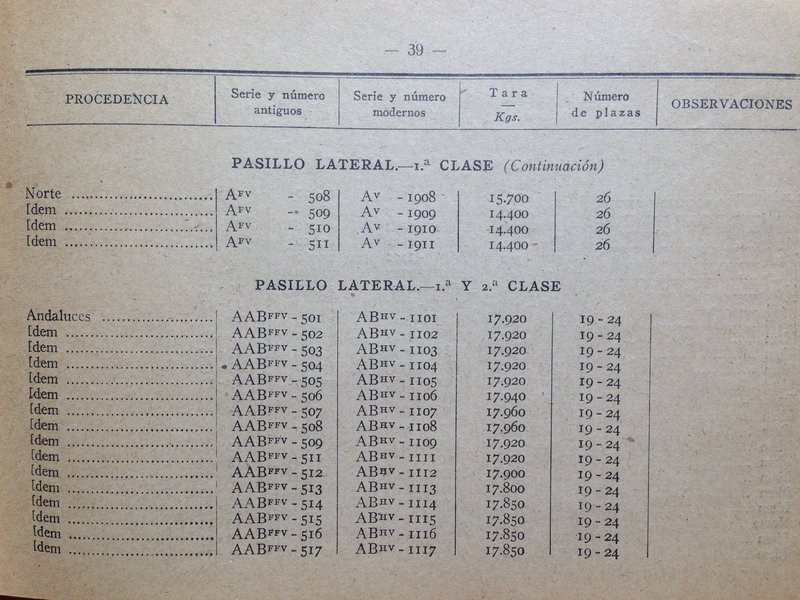 — 39 —
PROCEDENCIA Serie y número antiguos Serie y número modernos Tara — Kgs. Número de plazas OBSERVACIONES
PASILLO LATERAL.—1.ª CLASE (Continuación)
Norte .............................. AFV - 508 AV - 1908 15.700 26
Idem .............................. AFV - 509 AV - 1909 14.400 26
Idem .............................. AFV - 510 AV - 1910 14.400 26
Idem .............................. AFV - 511 AV - 1911 14.400 26
PASILLO LATERAL.—1.ª Y 2.ª CLASE
Andaluces ....................... AABFFV - 501 ABHV - 1101 17.920 19 - 24
Idem .............................. AABFFV - 502 ABHV - 1102 17.920 19 - 24
Idem .............................. AABFFV - 503 ABHV - 1103 17.920 19 - 24
Idem .............................. AABFFV - 504 ABHV - 1104 17.920 19 - 24
Idem .............................. AABFFV - 505 ABHV - 1105 17.920 19 - 24
Idem .............................. AABFFV - 506 ABHV - 1106 17.940 19 - 24
Idem .............................. AABFFV - 507 ABHV - 1107 17.960 19 - 24
Idem .............................. AABFFV - 508 ABHV - 1108 17.960 19 - 24
Idem .............................. AABFFV - 509 ABHV - 1109 17.920 19 - 24
Idem .............................. AABFFV - 511 ABHV - 1111 17.920 19 - 24
Idem .............................. AABFFV - 512 ABHV - 1112 17.900 19 - 24
Idem .............................. AABFFV - 513 ABHV - 1113 17.800 19 - 24
Idem .............................. AABFFV - 514 ABHV - 1114 17.850 19 - 24
Idem .............................. AABFFV - 515 ABHV - 1115 17.850 19 - 24
Idem .............................. AABFFV - 516 ABHV - 1116 17.850 19 - 24
Idem .............................. AABFFV - 517 ABHV - 1117 17.850 19 - 24